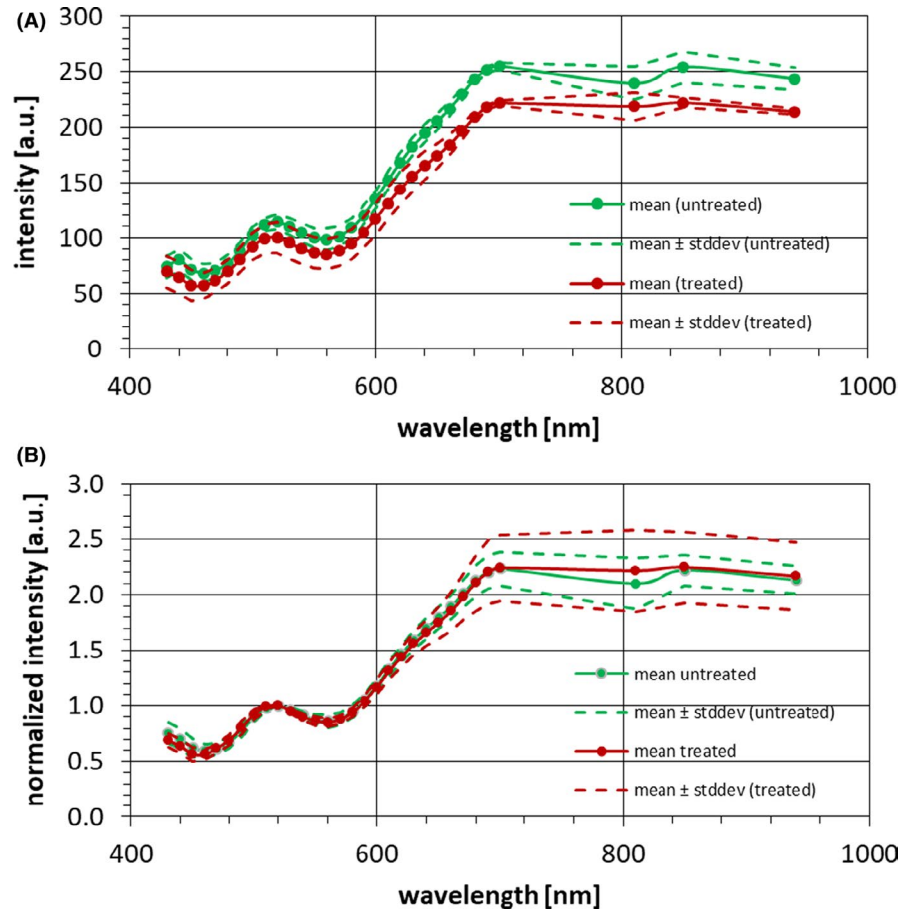 (A)
300
250
200
150
100
50
0
intensity [a.u.]
mean (untreated)
mean ± stddev (untreated)
mean (treated)
mean ± stddev (treated)
400
600
800
1000
wavelength [nm]
(B)
3.0
2.5
2.0
1.5
1.0
0.5
0.0
normalized intensity [a.u.]
mean untreated
mean ± stddev (untreated)
mean treated
mean ± stddev (treated)
400
600
800
1000
wavelength [nm]